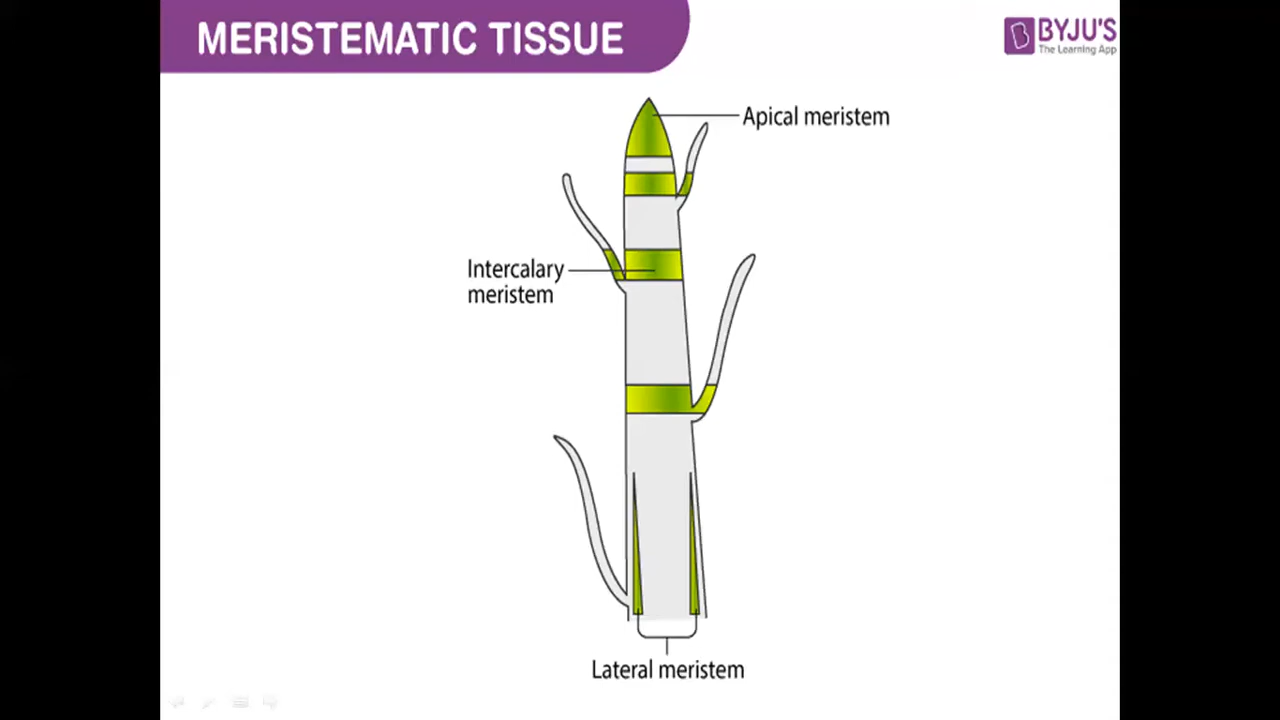 MERISTEMATIC TISSUE
BYJU'S
The Learning App
Apical meristem
Intercalary
meristem
Lateral meristem